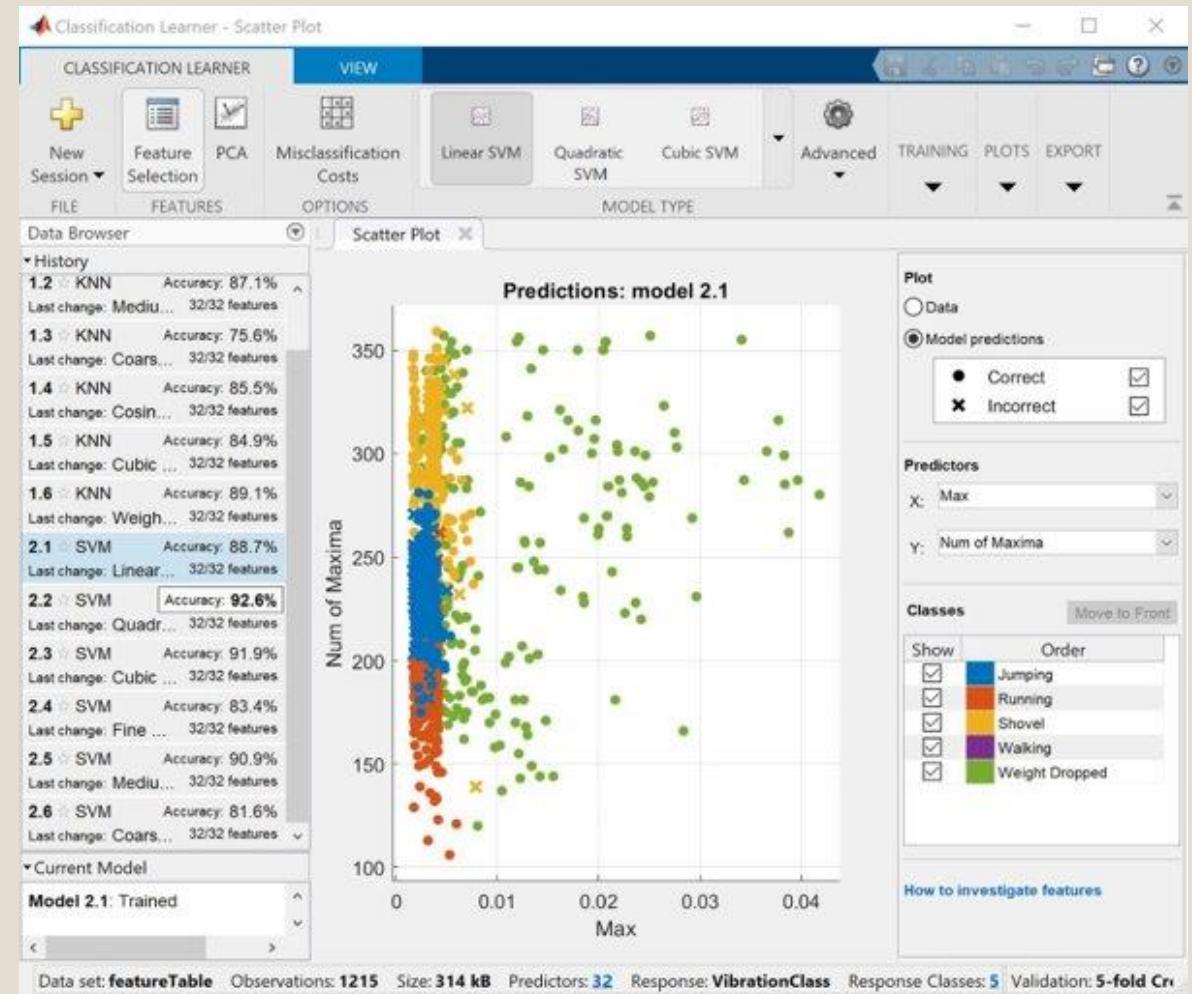 Classification Learner - Scatter Plot
CLASSIFICATION LEARNER VIEW
New Session
Feature Selection
PCA
Misclassification Costs
Linear SVM
Quadratic SVM
Cubic SVM
Advanced
TRAINING PLOTS EXPORT
FILE FEATURES OPTIONS MODEL TYPE
Data Browser
Scatter Plot
History
1.2 KNN Accuracy: 87.1%
Last change: Mediu... 32/32 features
1.3 KNN Accuracy: 75.6%
Last change: Coars... 32/32 features
1.4 KNN Accuracy: 85.5%
Last change: Cosin... 32/32 features
1.5 KNN Accuracy: 84.9%
Last change: Cubic ... 32/32 features
1.6 KNN Accuracy: 89.1%
Last change: Weigh... 32/32 features
2.1 SVM Accuracy: 88.7%
Last change: Linear... 32/32 features
2.2 SVM Accuracy: 92.6%
Last change: Quadr... 32/32 features
2.3 SVM Accuracy: 91.9%
Last change: Cubic ... 32/32 features
2.4 SVM Accuracy: 83.4%
Last change: Fine ... 32/32 features
2.5 SVM Accuracy: 90.9%
Last change: Mediu... 32/32 features
2.6 SVM Accuracy: 81.6%
Last change: Coars... 32/32 features
Current Model
Model 2.1: Trained
Predictions: model 2.1
350
300
250
200
150
100
Num of Maxima
0 0.01 0.02 0.03 0.04
Max
Plot
Data
Model predictions
Correct
Incorrect
Predictors
X: Max
Y: Num of Maxima
Classes Move to Front
Show Order
Jumping
Running
Shovel
Walking
Weight Dropped
How to investigate features
Data set: featureTable Observations: 1215 Size: 314 kB Predictors: 32 Response: VibrationClass Response Classes: 5 Validation: 5-fold Cr